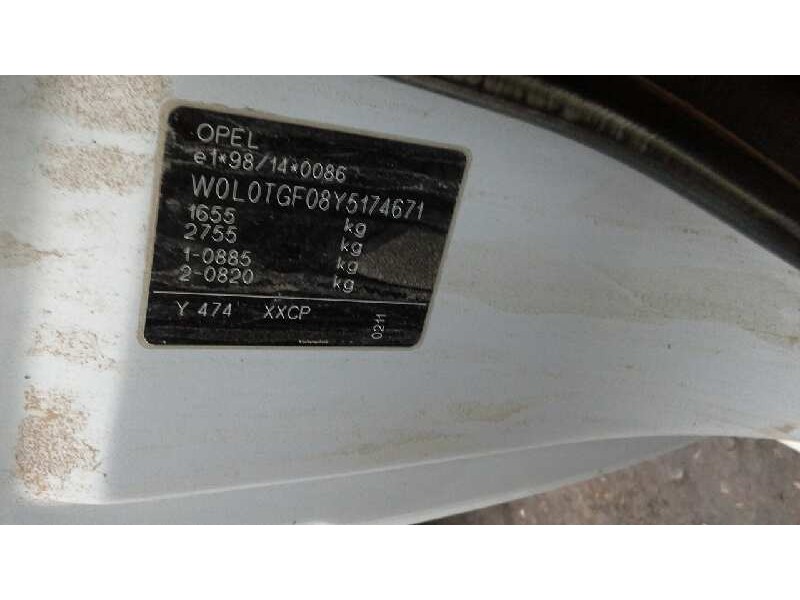 OPEL
e1*98/14*0086
W0L0TGF08Y5174671
1655 kg
2755 kg
1-0885 kg
2-0820 kg
Y 474 XXCP
0211